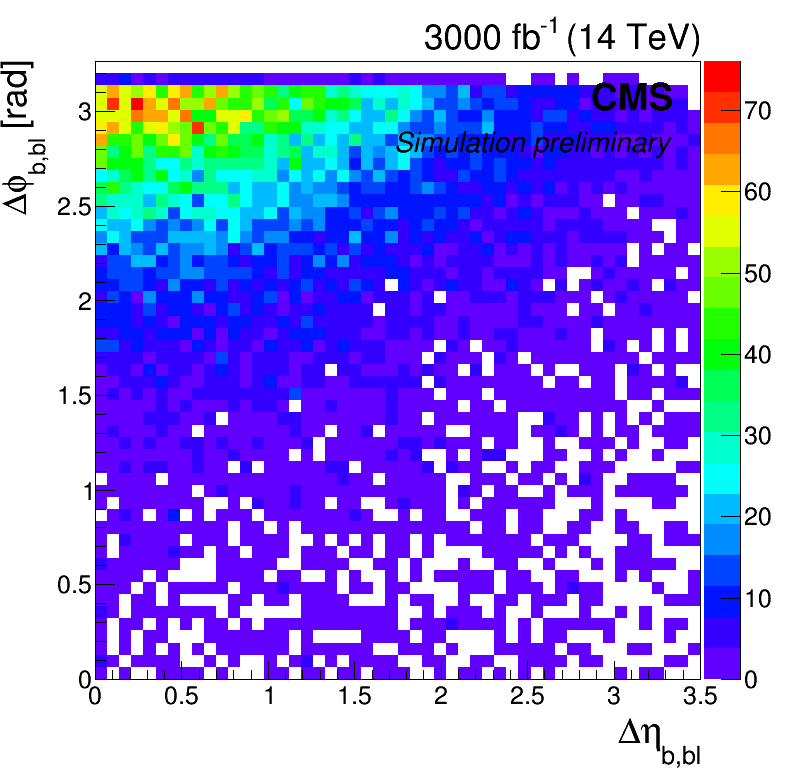 3000 fb-1 (14 TeV)
Δϕb,bl [rad]
CMS
Simulation preliminary
3
2.5
2
1.5
1
0.5
0
0 0.5 1 1.5 2 2.5 3 3.5
Δηb,bl
70
60
50
40
30
20
10
0